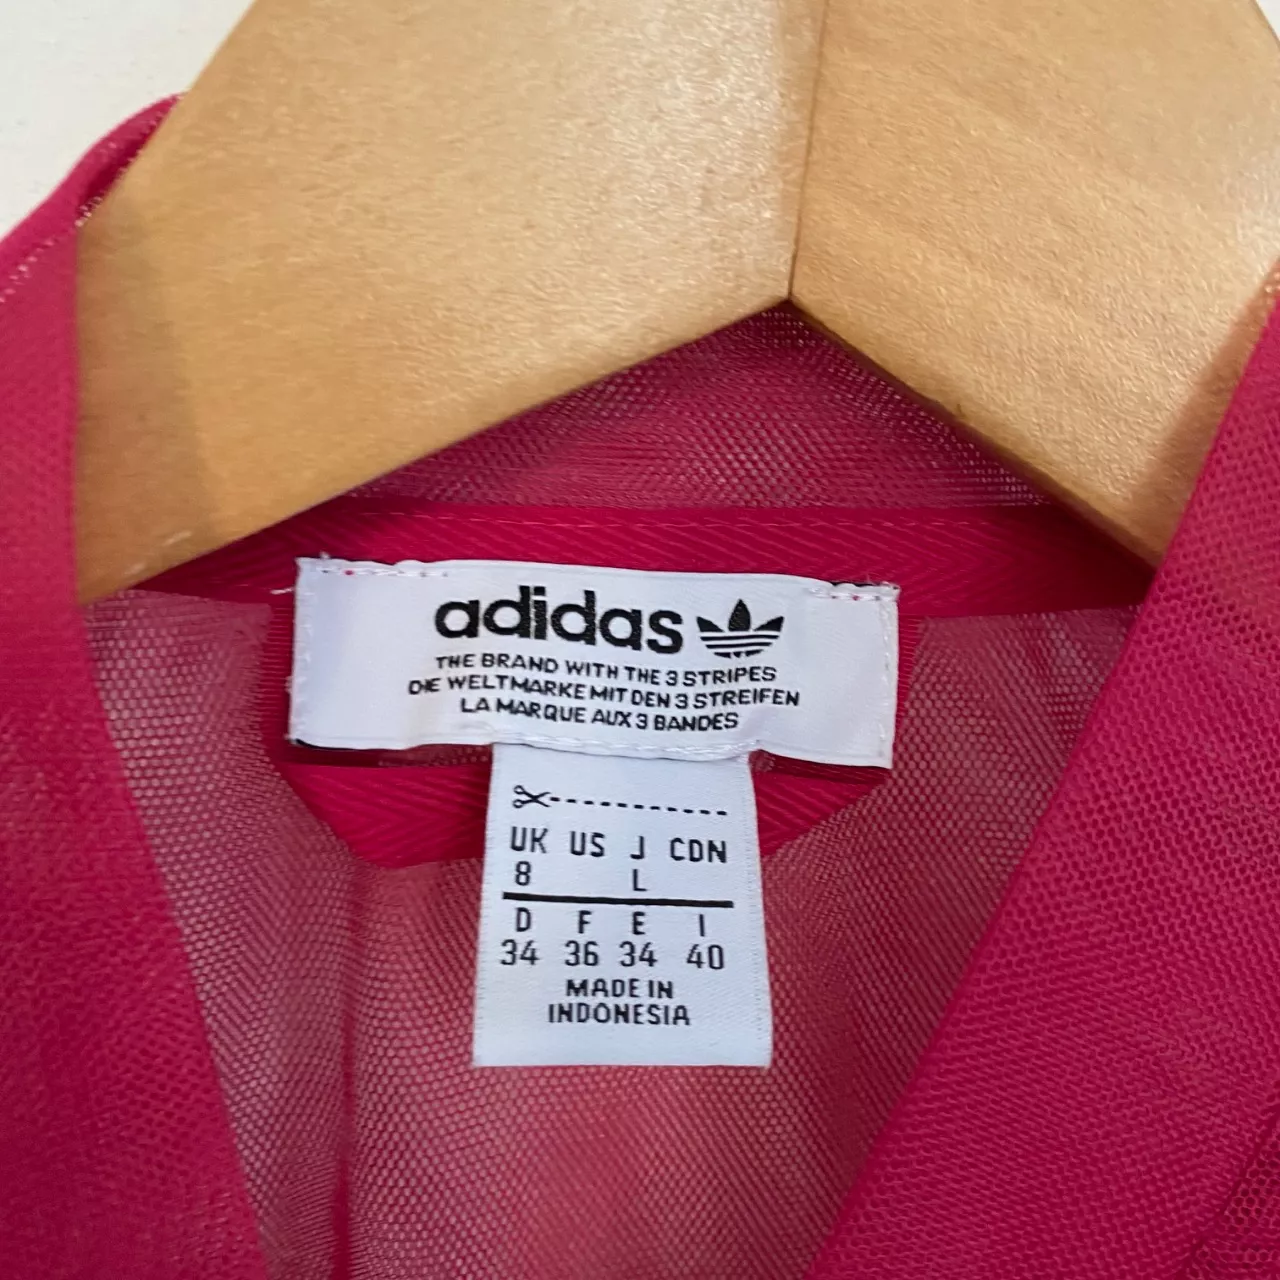 adidas
THE BRAND WITH THE 3 STRIPES
DIE WELTMARKE MIT DEN 3 STREIFEN
LA MARQUE AUX 3 BANDES
UK US J CDN
8 L
D F E I
34 36 34 40
MADE IN
INDONESIA